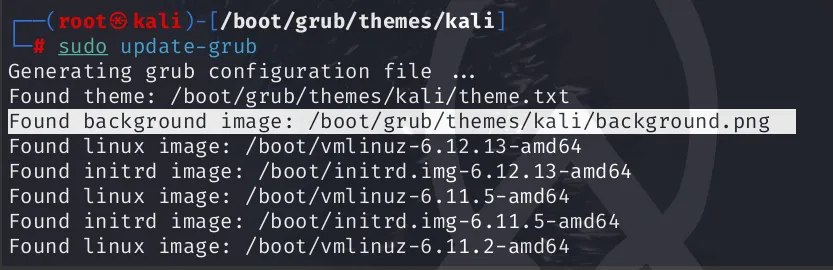 ┌──(root㉿kali)-[/boot/grub/themes/kali]
└─# sudo update-grub
Generating grub configuration file ...
Found theme: /boot/grub/themes/kali/theme.txt
Found background image: /boot/grub/themes/kali/background.png
Found linux image: /boot/vmlinuz-6.12.13-amd64
Found initrd image: /boot/initrd.img-6.12.13-amd64
Found linux image: /boot/vmlinuz-6.11.5-amd64
Found initrd image: /boot/initrd.img-6.11.5-amd64
Found linux image: /boot/vmlinuz-6.11.2-amd64